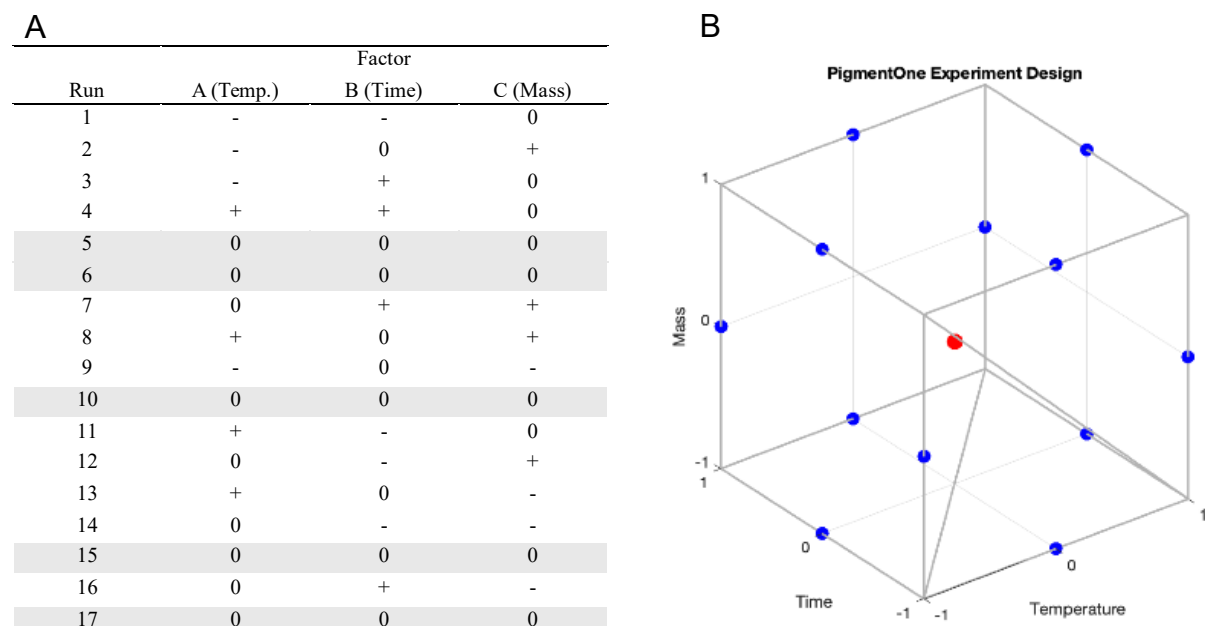 A
Factor
Run A (Temp.) B (Time) C (Mass)
1 - - 0
2 - 0 +
3 - + 0
4 + + 0
5 0 0 0
6 0 0 0
7 0 + +
8 + 0 +
9 - 0 -
10 0 0 0
11 + - 0
12 0 - +
13 + 0 -
14 0 - -
15 0 0 0
16 0 + -
17 0 0 0
B
PigmentOne Experiment Design
1
0
Mass
-1
1
0
Time
-1
-1
0
Temperature
1